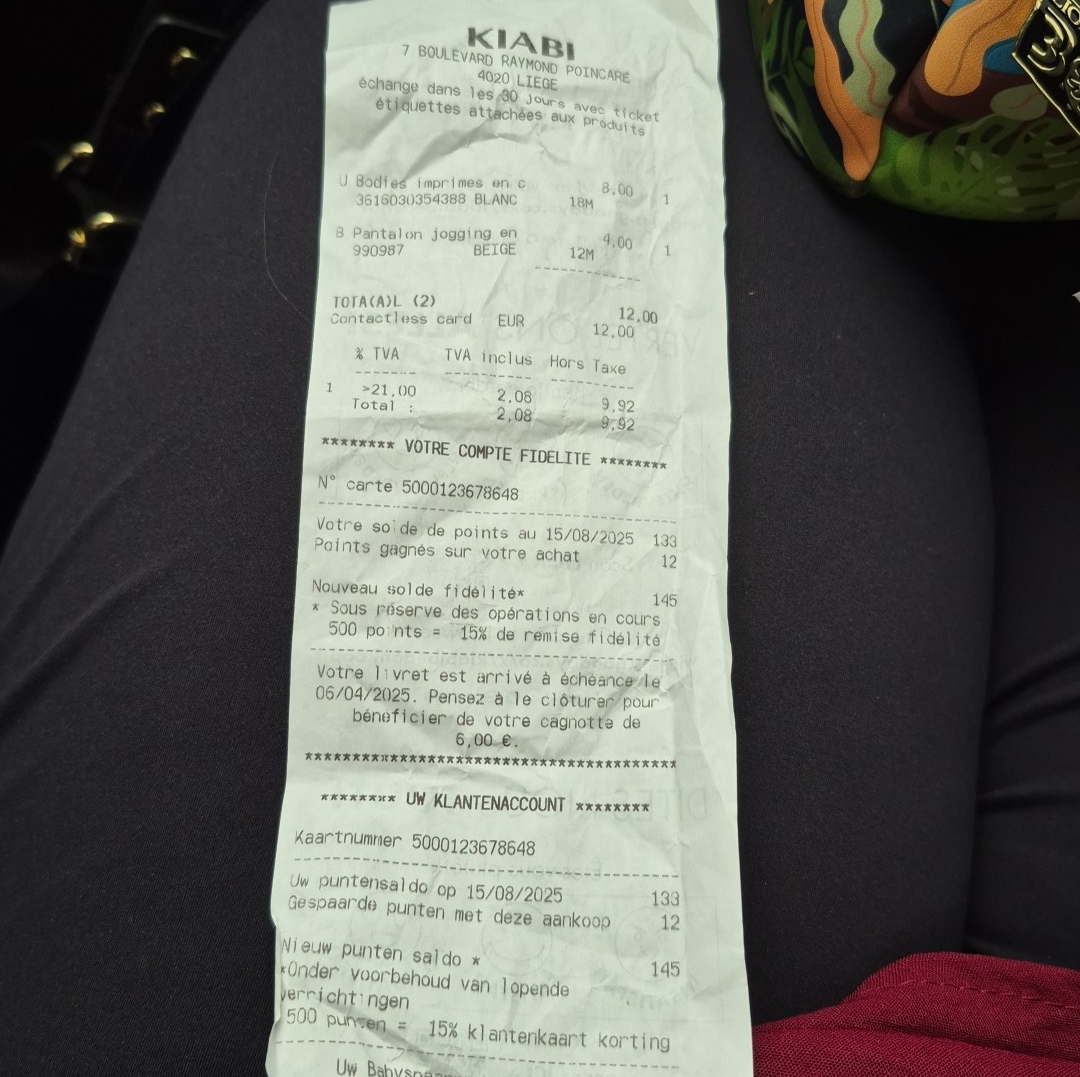 KIABI
7 BOULEVARD RAYMOND POINCARE
4020 LIEGE
échange dans les 30 jours avec ticket
étiquettes attachées aux produits
U Bodies imprimes en c 8.00 1
3616030354388 BLANC 18M
B Pantalon jogging en 4.00 1
990987 BEIGE 12M
TOTA(A)L (2) 12.00
Contactless card EUR 12.00
% TVA TVA inclus Hors Taxe
1 >21,00 2,08 9,92
Total : 2,08 9,92
******** VOTRE COMPTE FIDELITE ********
N° carte 5000123678648
Votre solde de points au 15/08/2025 133
Points gagnés sur votre achat 12
Nouveau solde fidélité* 145
* Sous réserve des opérations en cours
500 points = 15% de remise fidélité
Votre livret est arrivé à échéance le
06/04/2025. Pensez à le clôturer pour
bénéficier de votre cagnotte de
6,00 €.
****************************************
******** UW KLANTENACCOUNT ********
Kaartnummer 5000123678648
Uw puntensaldo op 15/08/2025 133
Gespaarde punten met deze aankoop 12
Nieuw punten saldo * 145
*Onder voorbehoud van lopende
verrichtingen
500 punten = 15% klantenkaart korting
Uw